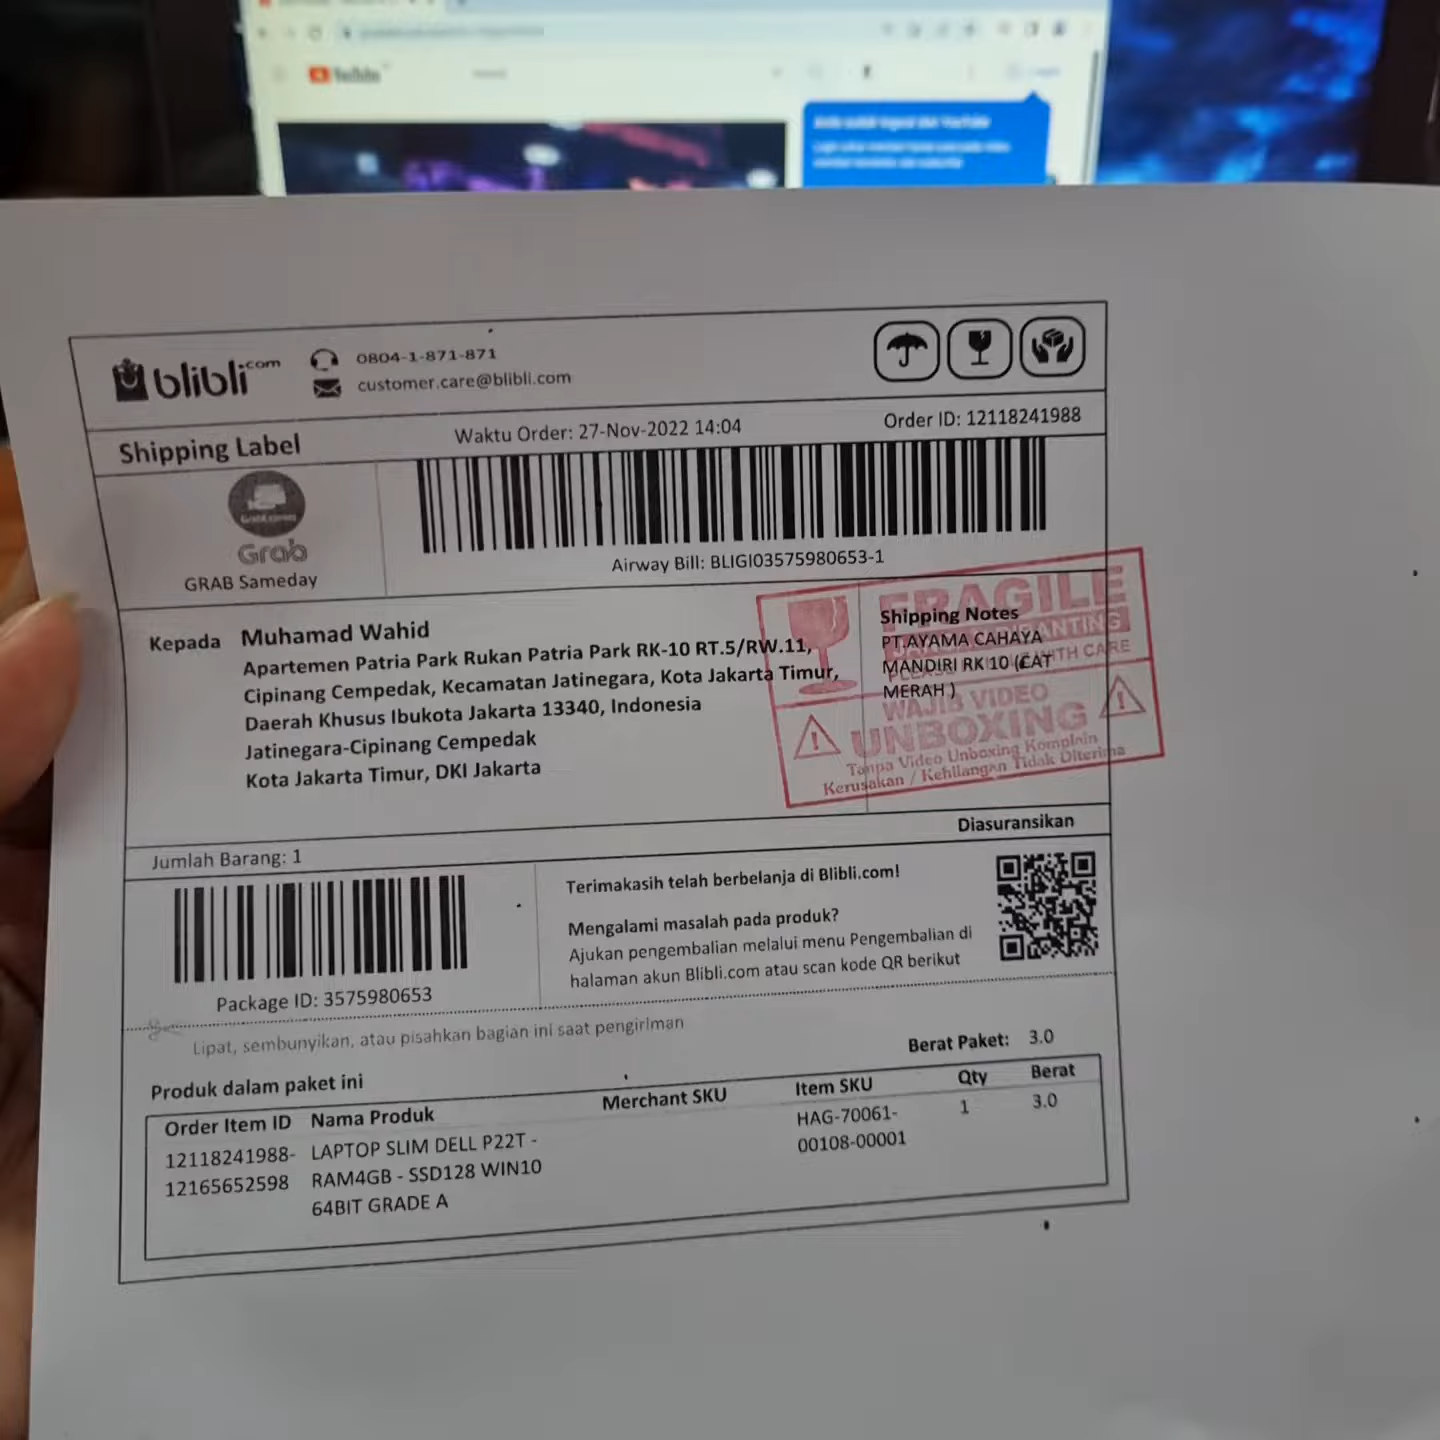 YouTube
blibli.com
0804-1-871-871
customer.care@blibli.com
Shipping Label
Waktu Order: 27-Nov-2022 14:04
Order ID: 12118241988
Grab
GRAB Sameday
Airway Bill: BLIGI03575980653-1
Kepada
Muhamad Wahid
Apartemen Patria Park Rukan Patria Park RK-10 RT.5/RW.11,
Cipinang Cempedak, Kecamatan Jatinegara, Kota Jakarta Timur,
Daerah Khusus Ibukota Jakarta 13340, Indonesia
Jatinegara-Cipinang Cempedak
Kota Jakarta Timur, DKI Jakarta
Shipping Notes
PT.AYAMA CAHAYA
MANDIRI RK 10 (CAT
MERAH )
FRAGILE
WITH CARE
WAJIB VIDEO
UNBOXING
Tanpa Video Unboxing Komplain
Kerusakan / Kehilangan Tidak Diterima
Diasuransikan
Jumlah Barang: 1
Package ID: 3575980653
Terimakasih telah berbelanja di Blibli.com!
Mengalami masalah pada produk?
Ajukan pengembalian melalui menu Pengembalian di
halaman akun Blibli.com atau scan kode QR berikut
Lipat, sembunyikan, atau pisahkan bagian ini saat pengiriman
Produk dalam paket ini
Berat Paket: 3.0
Order Item ID Nama Produk Merchant SKU Item SKU Qty Berat
12118241988- LAPTOP SLIM DELL P22T - HAG-70061- 1 3.0
12165652598 RAM4GB - SSD128 WIN10 00108-00001
64BIT GRADE A